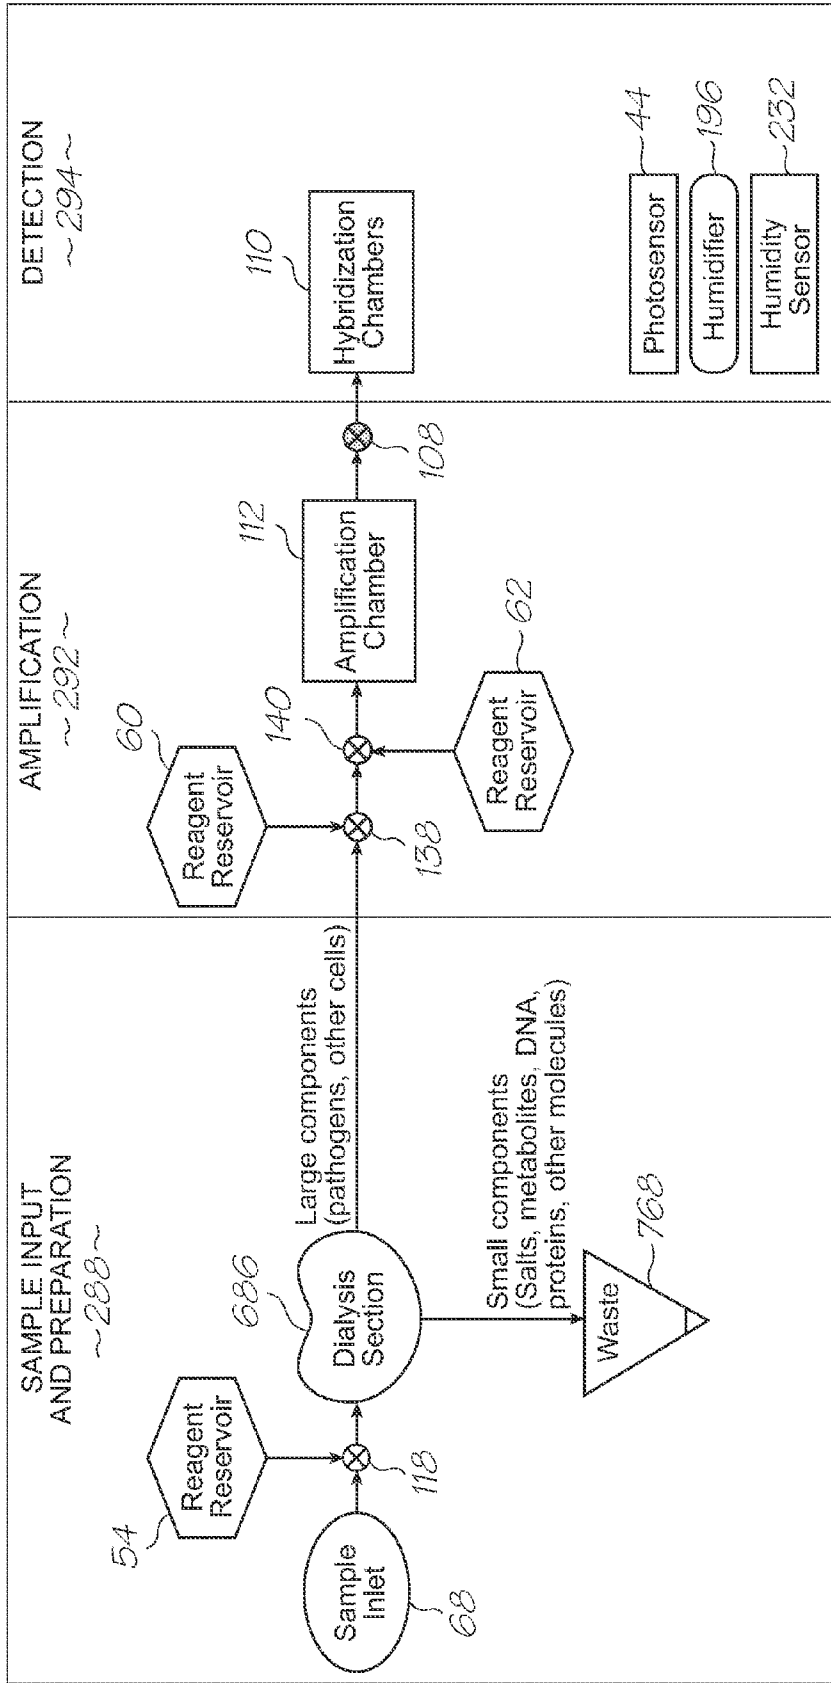 SAMPLE INPUT
AND PREPARATION
~288~
54
Reagent
Reservoir
Sample
Inlet
68
118
686
Dialysis
Section
Large components
(pathogens, other cells)
Small components
(Salts, metabolites, DNA,
proteins, other molecules)
Waste
768
AMPLIFICATION
~292~
60
Reagent
Reservoir
138
140
Reagent
Reservoir
62
112
Amplification
Chamber
108
DETECTION
~294~
110
Hybridization
Chambers
Photosensor
44
Humidifier
196
Humidity
Sensor
232